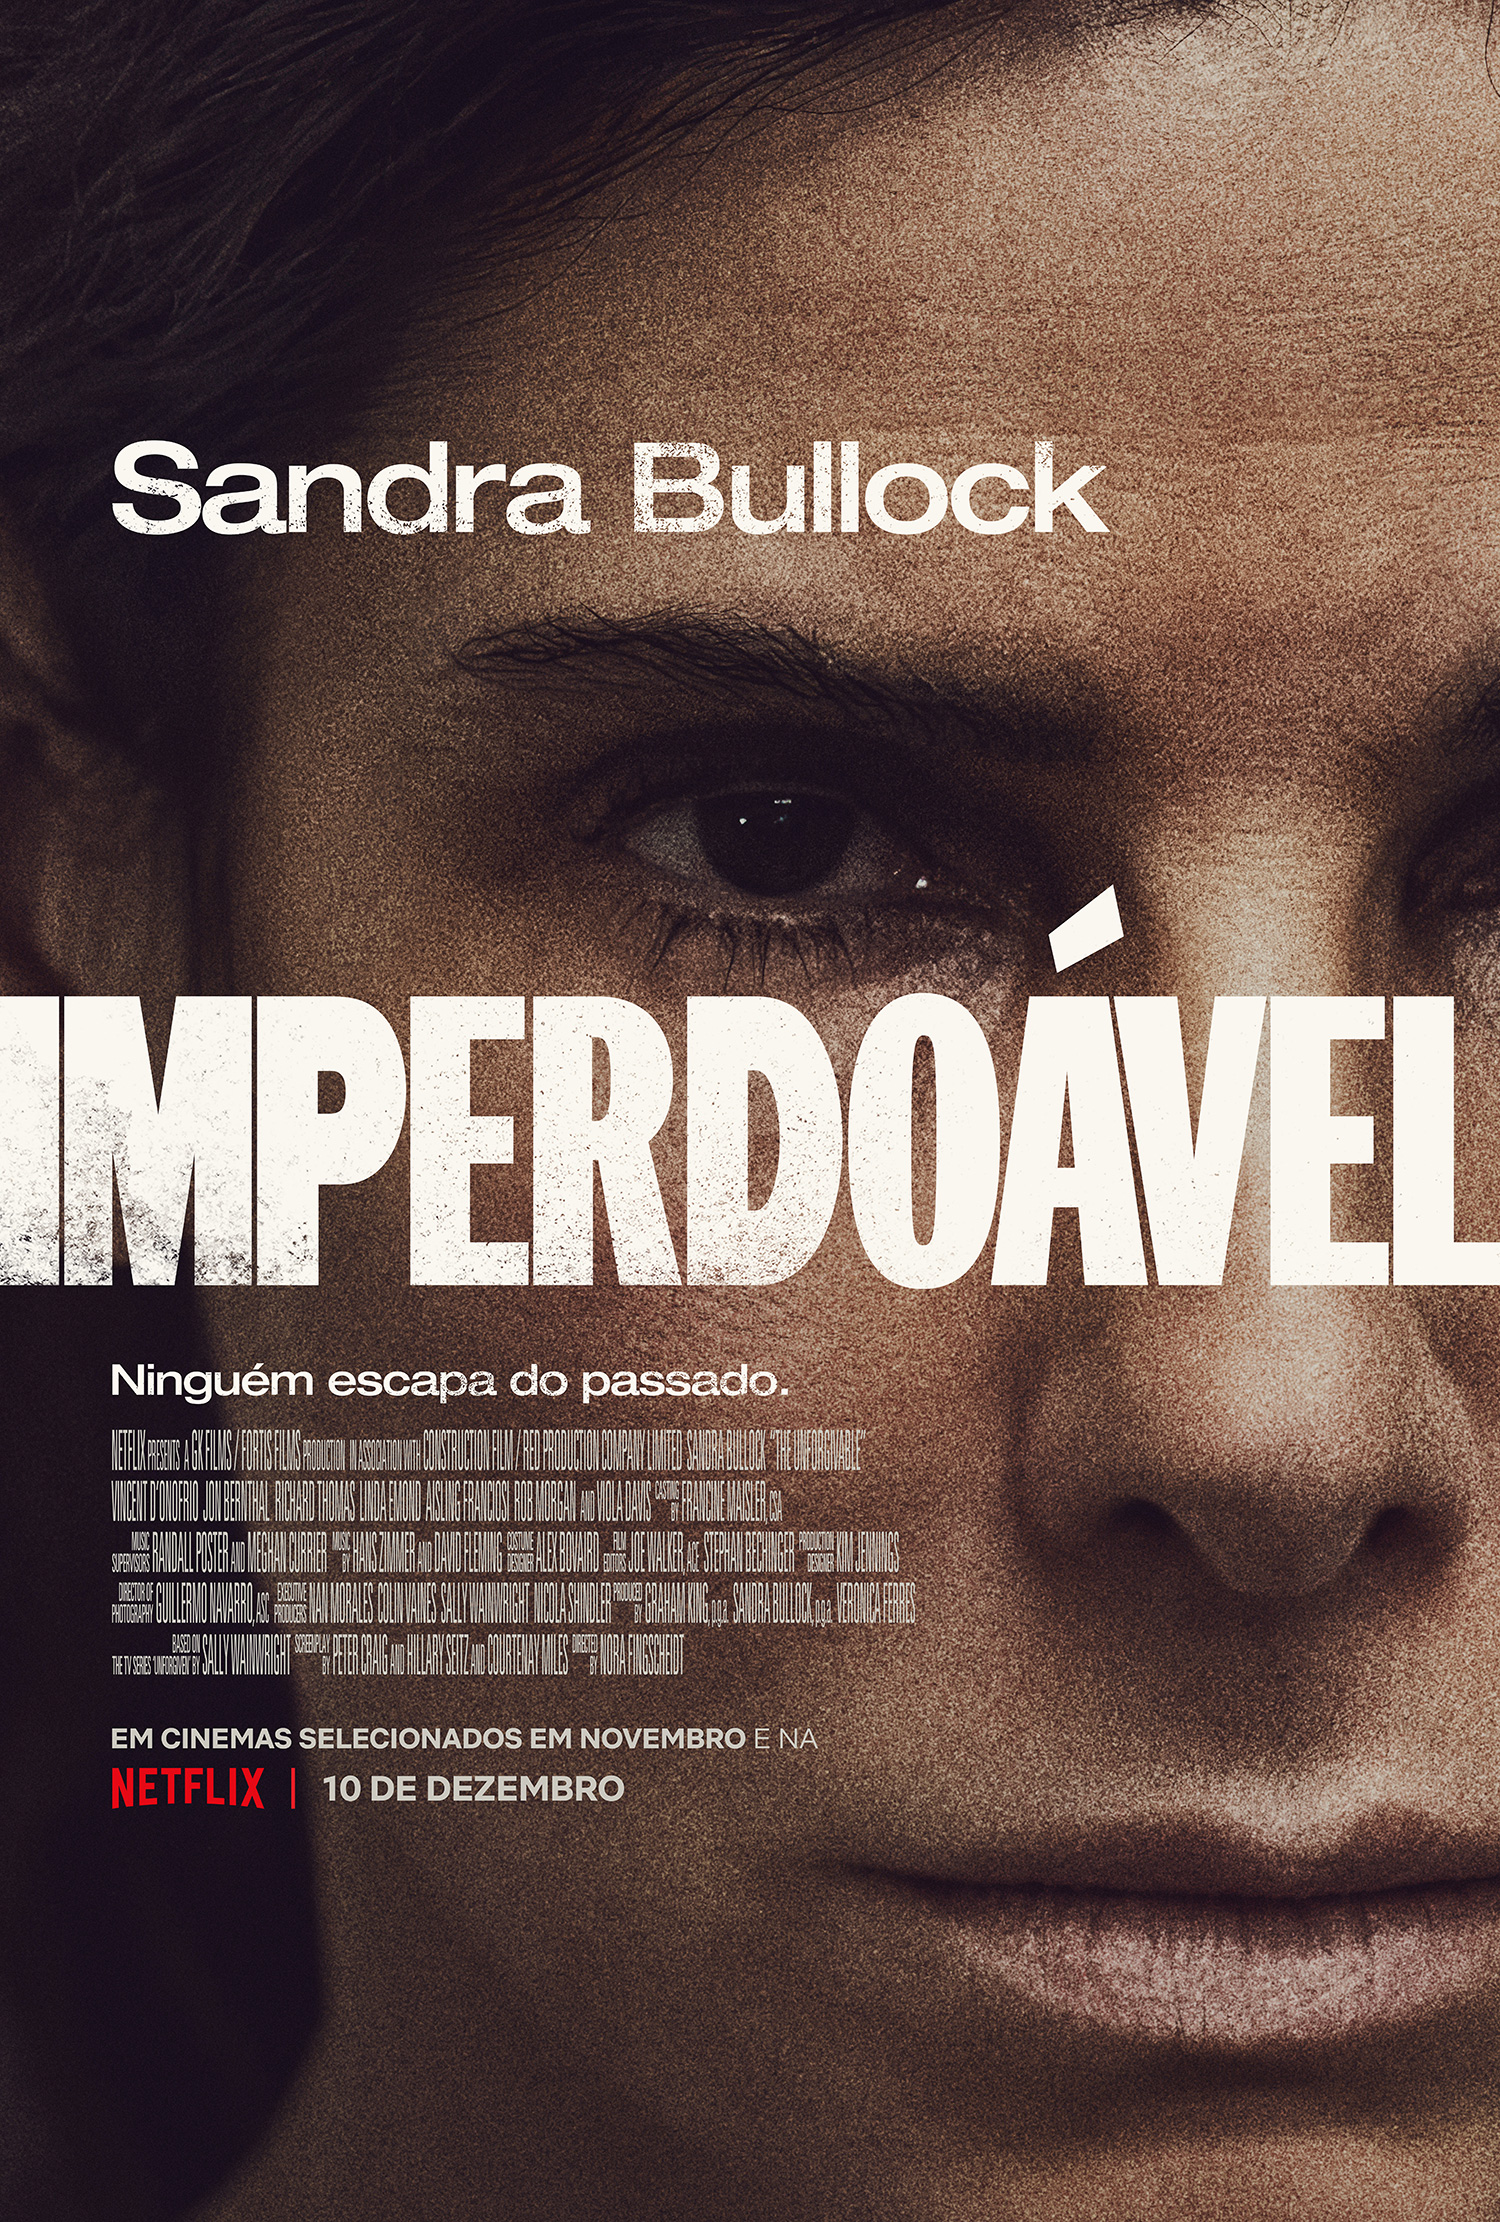 Sandra Bullock
IMPERDOÁVEL
Ninguém escapa do passado.
NETFLIX PRESENTS A GK FILMS / FORTIS FILMS PRODUCTION IN ASSOCIATION WITH CONSTRUCTION FILM / RED PRODUCTION COMPANY LIMITED SANDRA BULLOCK "THE UNFORGIVABLE"
VINCENT D'ONOFRIO JON BERNTHAL RICHARD THOMAS LINDA EMOND AISLING FRANCIOSI ROB MORGAN AND VIOLA DAVIS CASTING BY FRANCINE MAISLER, CSA
MUSIC SUPERVISORS RANDALL POSTER AND MEGHAN CURRIER MUSIC BY HANS ZIMMER AND DAVID FLEMING COSTUME DESIGNER ALEX BOVAIRD FILM EDITORS JOE WALKER, ACE STEPHAN BECHINGER PRODUCTION DESIGNER KIM JENNINGS
DIRECTOR OF PHOTOGRAPHY GUILLERMO NAVARRO, ASC EXECUTIVE PRODUCERS NAN MORALES COLIN VAINES SALLY WAINWRIGHT NICOLA SHINDLER PRODUCED BY GRAHAM KING, p.g.a. SANDRA BULLOCK, p.g.a. VERONICA FERRES
BASED ON THE TV SERIES 'UNFORGIVEN' BY SALLY WAINWRIGHT SCREENPLAY BY PETER CRAIG AND HILLARY SEITZ AND COURTENAY MILES DIRECTED BY NORA FINGSCHEIDT
EM CINEMAS SELECIONADOS EM NOVEMBRO E NA
NETFLIX | 10 DE DEZEMBRO